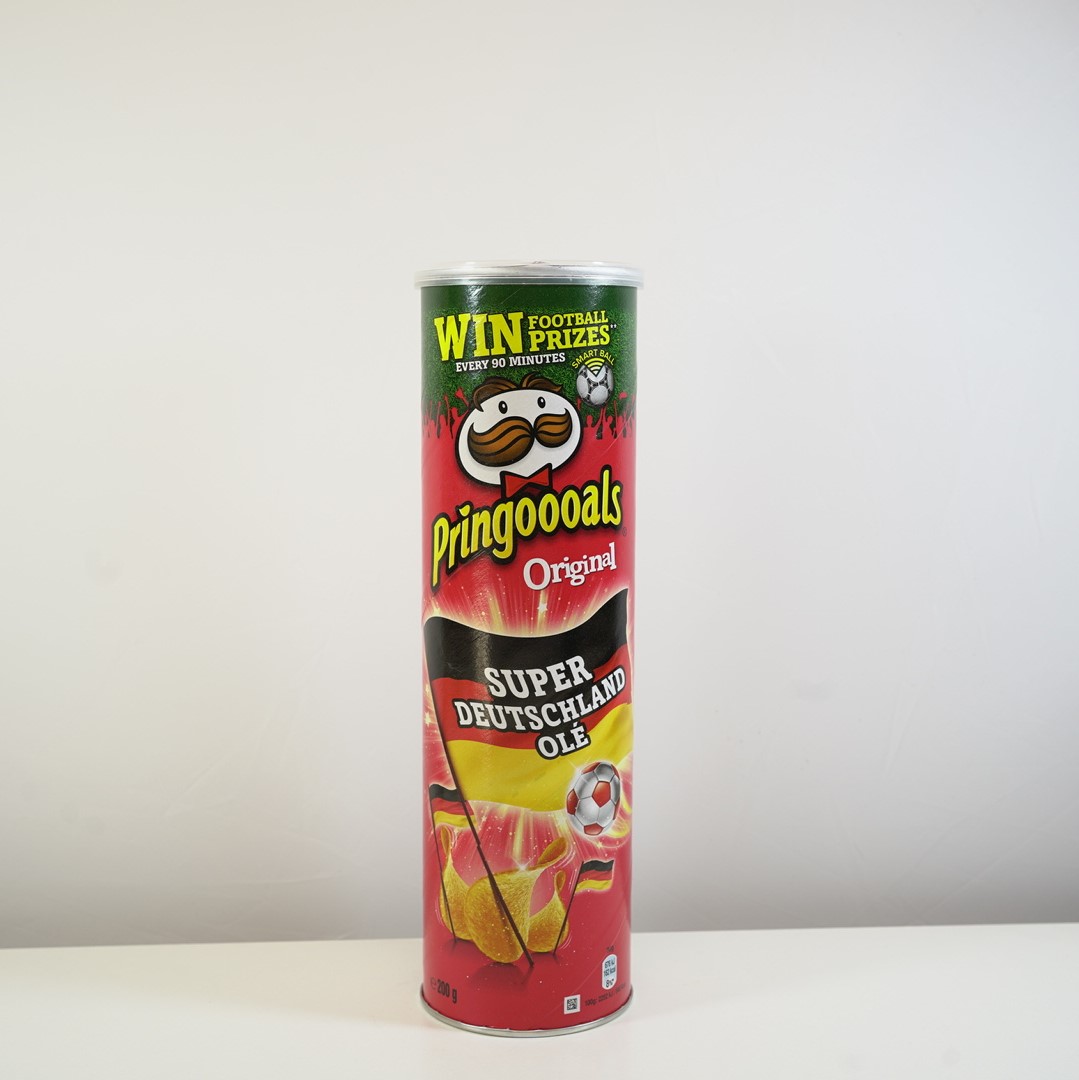 WIN FOOTBALL
PRIZES**
EVERY 90 MINUTES
SMART BALL
Pringoooals
Original
SUPER
DEUTSCHLAND
OLÉ
℮ 200 g